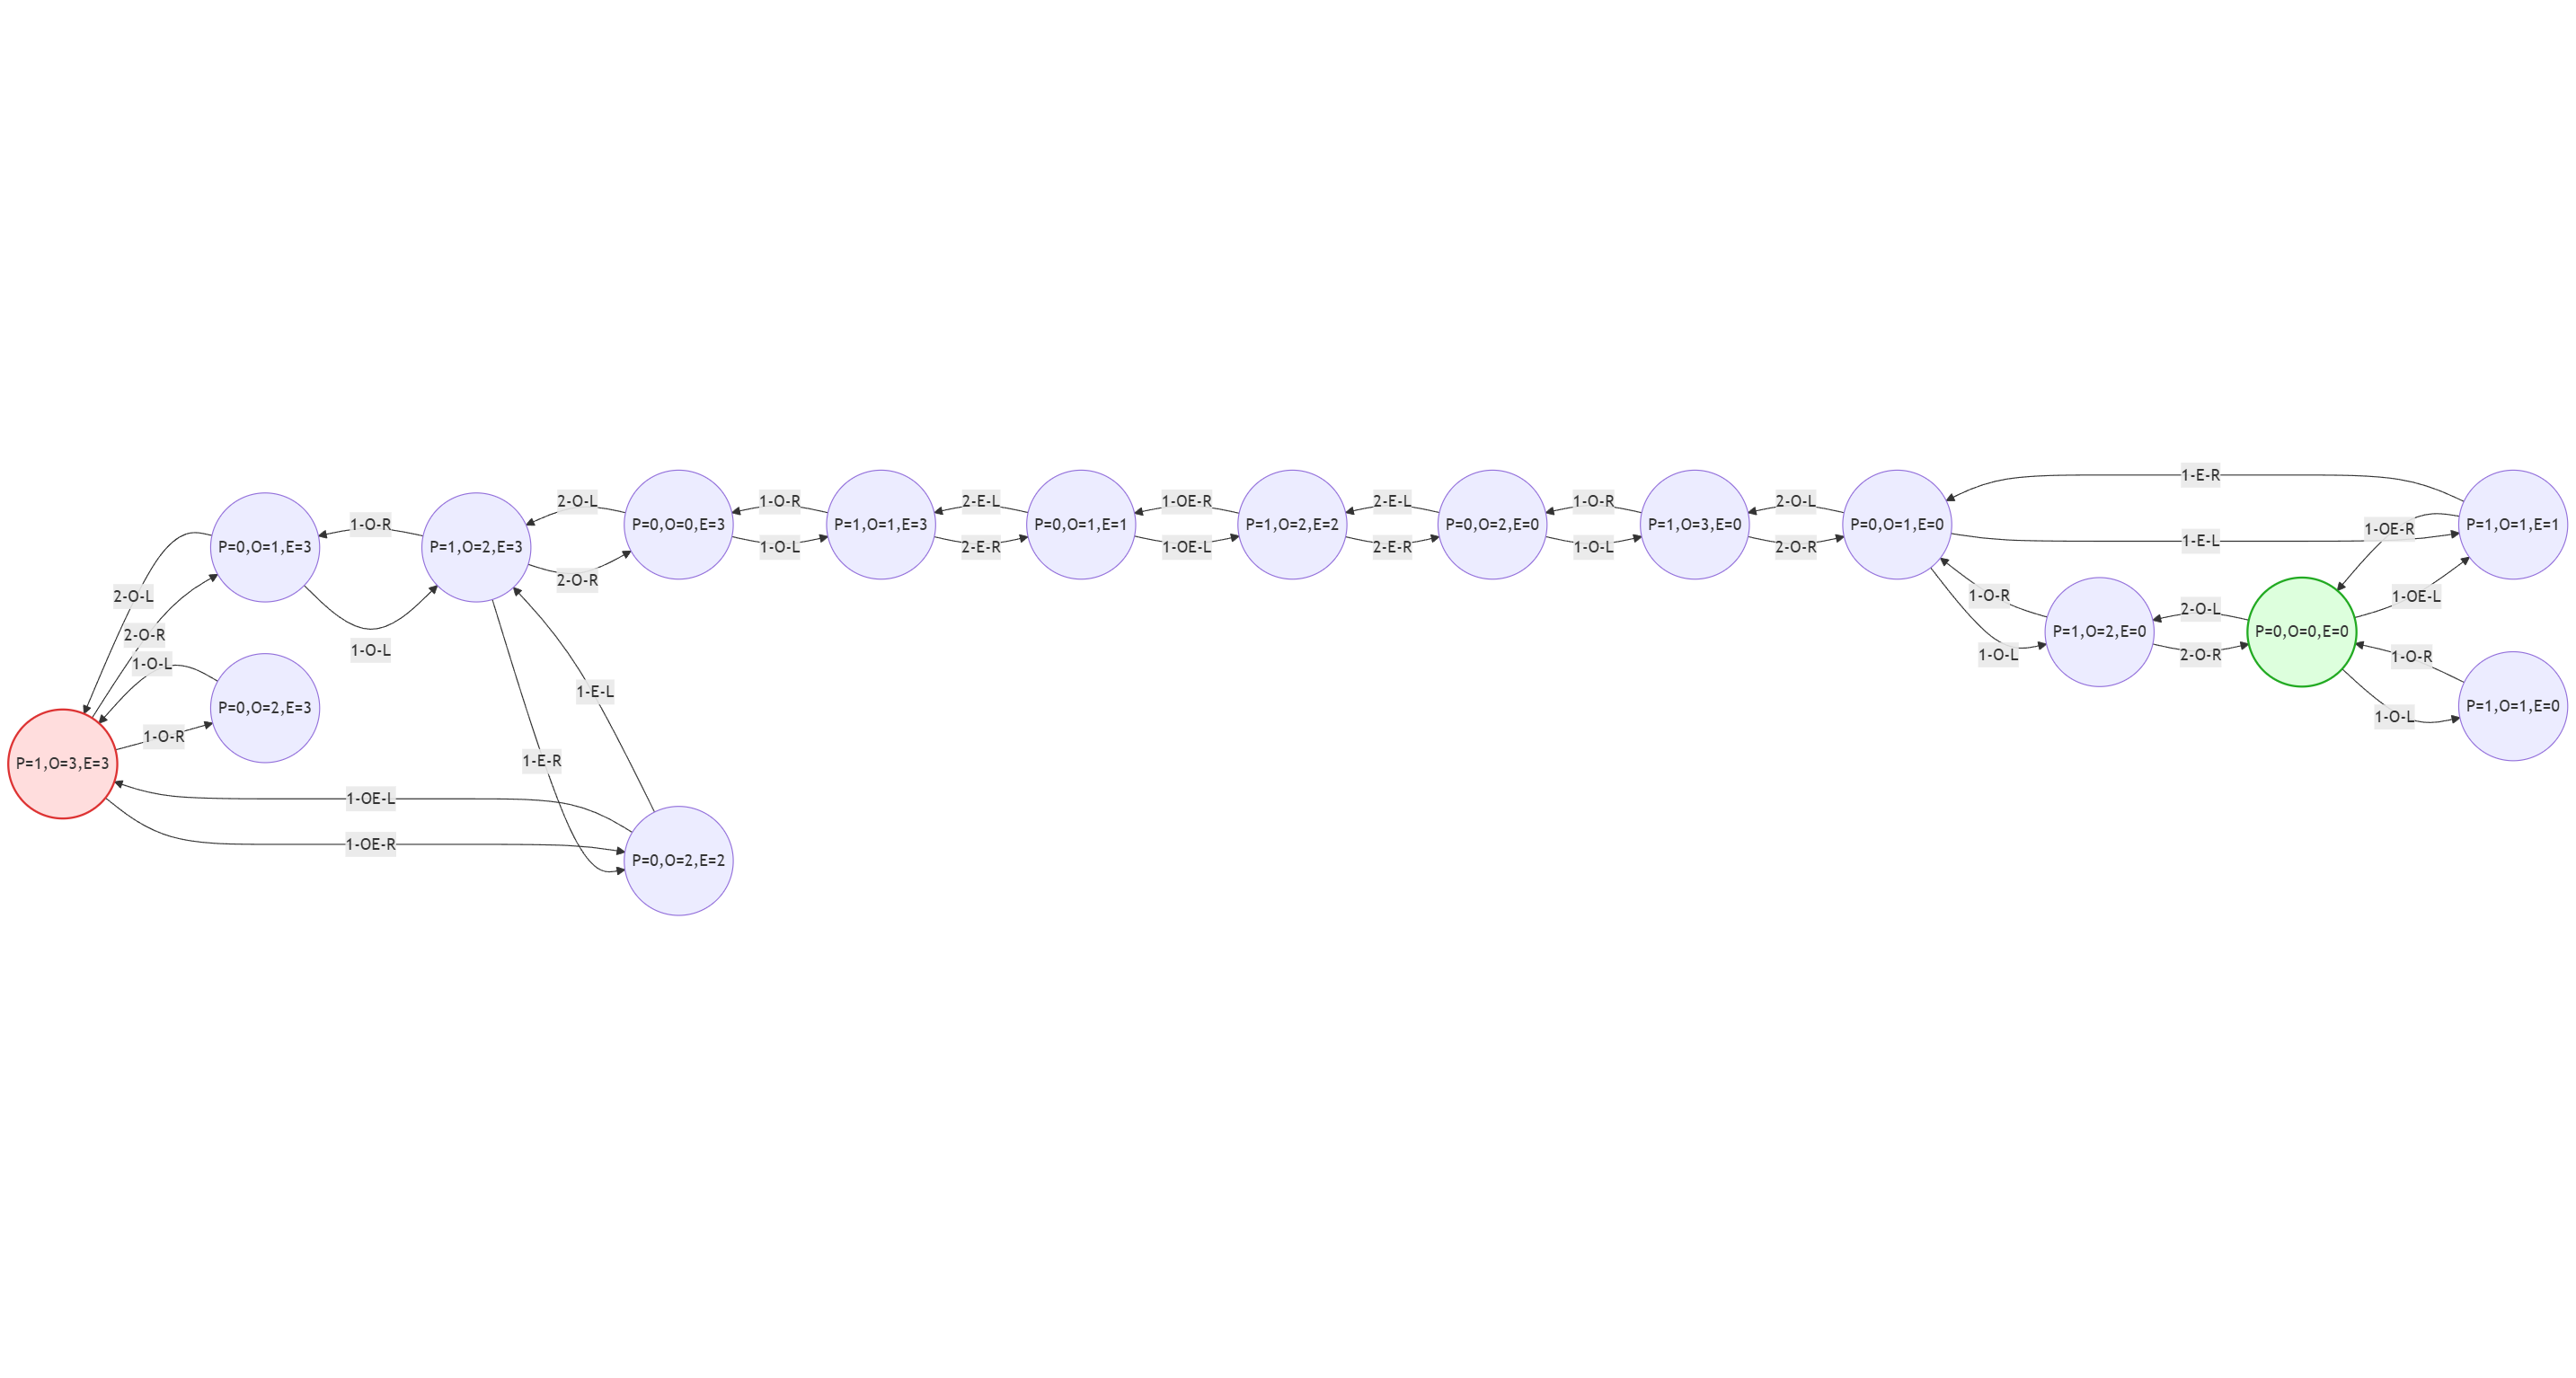 1-E-R
2-O-L
1-O-R
2-E-L
1-OE-R
2-E-L
1-O-R
2-O-L
1-O-R
P=0,O=0,E=3
P=1,O=1,E=3
P=0,O=1,E=1
P=1,O=2,E=2
P=0,O=2,E=0
P=1,O=3,E=0
P=0,O=1,E=0
1-OE-R
P=1,O=1,E=1
P=0,O=1,E=3
P=1,O=2,E=3
1-O-L
2-E-R
1-OE-L
2-E-R
1-O-L
2-O-R
1-E-L
2-O-R
2-O-L
1-O-R
1-OE-L
2-O-L
2-O-R
P=1,O=2,E=0
P=0,O=0,E=0
1-O-L
1-O-L
2-O-R
1-O-R
1-O-L
1-E-L
P=0,O=2,E=3
P=1,O=1,E=0
1-O-L
1-O-R
P=1,O=3,E=3
1-E-R
1-OE-L
1-OE-R
P=0,O=2,E=2